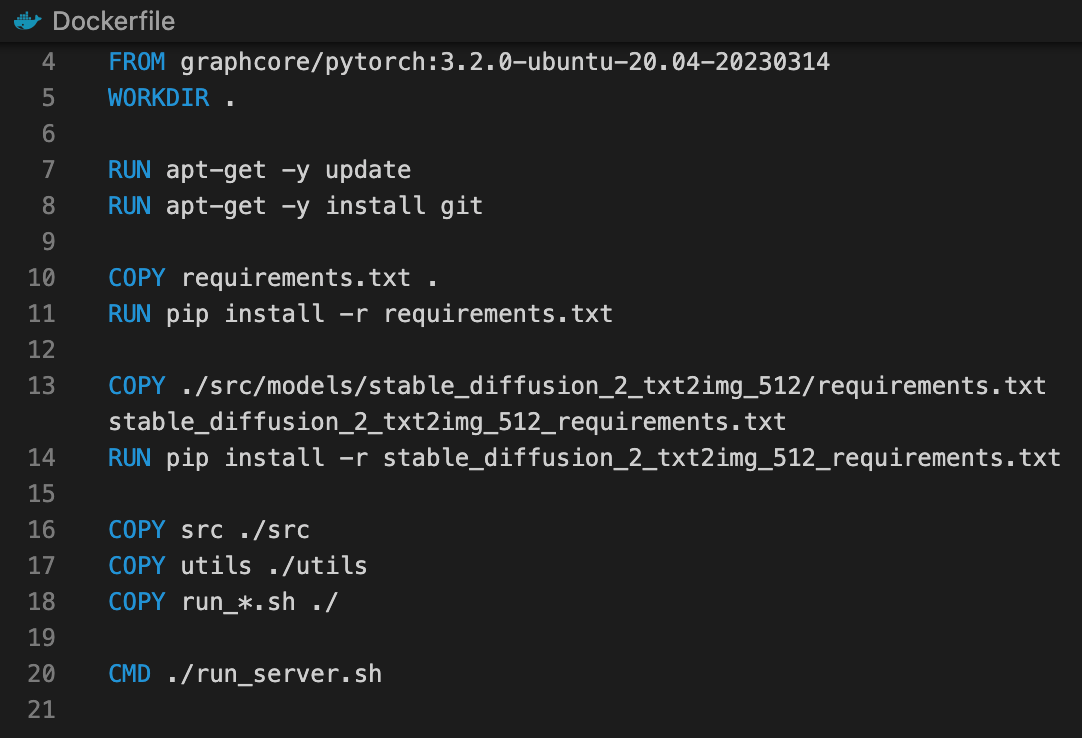 Dockerfile
4 FROM graphcore/pytorch:3.2.0-ubuntu-20.04-20230314
5 WORKDIR .
6
7 RUN apt-get -y update
8 RUN apt-get -y install git
9
10 COPY requirements.txt .
11 RUN pip install -r requirements.txt
12
13 COPY ./src/models/stable_diffusion_2_txt2img_512/requirements.txt
stable_diffusion_2_txt2img_512_requirements.txt
14 RUN pip install -r stable_diffusion_2_txt2img_512_requirements.txt
15
16 COPY src ./src
17 COPY utils ./utils
18 COPY run_*.sh ./
19
20 CMD ./run_server.sh
21